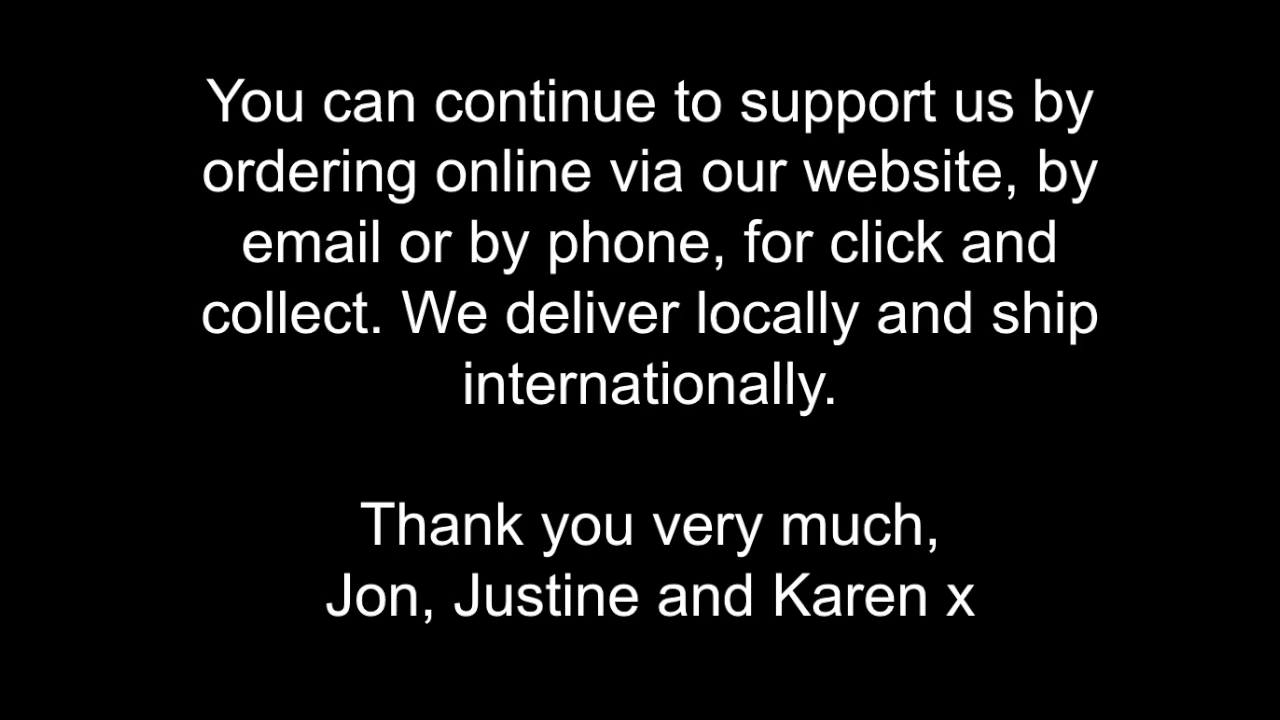 You can continue to support us by
ordering online via our website, by
email or by phone, for click and
collect. We deliver locally and ship
internationally.
Thank you very much,
Jon, Justine and Karen x